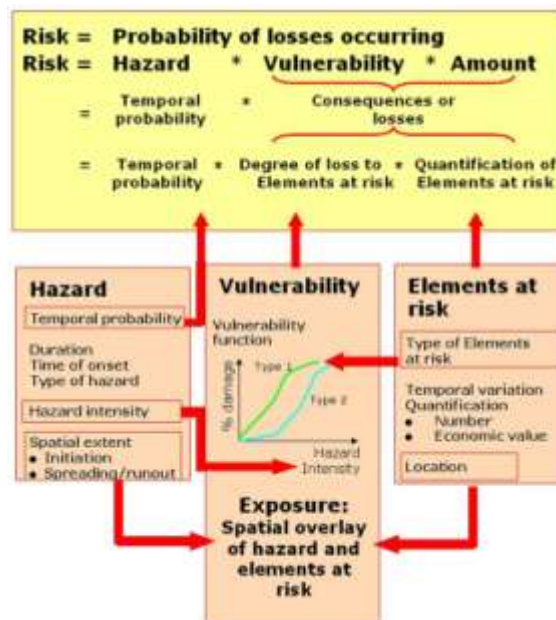 Risk = Probability of losses occurring
Risk = Hazard * Vulnerability * Amount
= Temporal probability * Consequences or losses
= Temporal probability * Degree of loss to Elements at risk * Quantification of Elements at risk
Hazard
Temporal probability
Duration
Time of onset
Type of hazard
Hazard intensity
Spatial extent
• Initiation
• Spreading/runout
Vulnerability
Vulnerability
function
% damage
Type 1
Type 2
Hazard
Intensity
Exposure:
Spatial overlay
of hazard and
elements at
risk
Elements at
risk
Type of Elements
at risk
Temporal variation
Quantification
• Number
• Economic value
Location